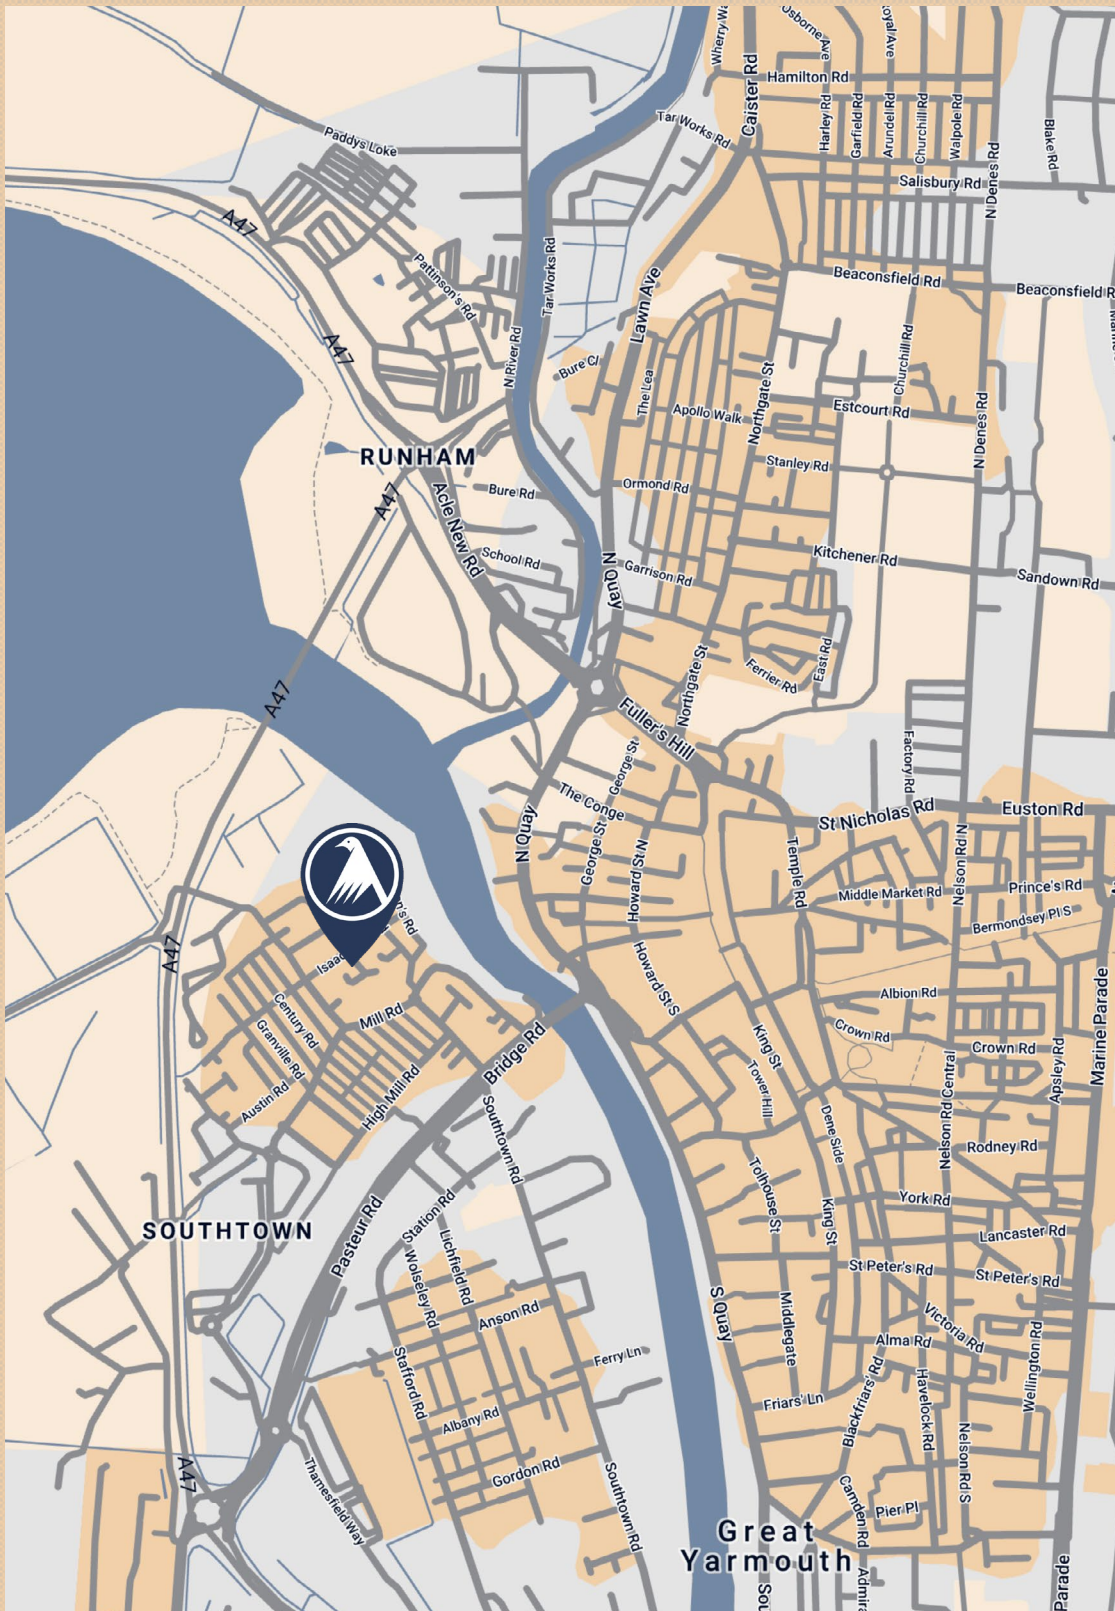 Wherry Wa
Osborne Ave
Royal Ave
N Denes Rd
Hamilton Rd
Caister Rd
Harley Rd
Garfield Rd
Arundel Rd
Churchill Rd
Walpole Rd
Blake Rd
Tar Works Rd
Paddys Loke
Salisbury Rd
N Denes Rd
A47
Pattinson's Rd
Tar Works Rd
Lawn Ave
Beaconsfield Rd
Beaconsfield R
A47
N River Rd
Bure Cl
The Lea
Northgate St
Churchill Rd
Apollo Walk
Estcourt Rd
N Denes Rd
RUNHAM
Stanley Rd
A47
Acle New Rd
Bure Rd
Ormond Rd
School Rd
N Quay
Garrison Rd
Kitchener Rd
Sandown Rd
Northgate St
Ferrier Rd
East Rd
A47
Fuller's Hill
George St
Factory Rd
The Conge
N Quay
St Nicholas Rd
Euston Rd
George St
Howard St N
Temple Rd
Nelson Rd N
Middle Market Rd
Prince's Rd
n's Rd
Bermondsey Pl S
A47
Isaac
Howard St S
Albion Rd
Marine Parade
Century Rd
Mill Rd
Granville Rd
Bridge Rd
King St
Crown Rd
Crown Rd
Apsley Rd
Austin Rd
High Mill Rd
Tower Hill
Nelson Rd Central
Southtown Rd
Dene Side
Rodney Rd
Tolhouse St
SOUTHTOWN
Pasteur Rd
Station Rd
King St
York Rd
Lancaster Rd
Lichfield Rd
Wolseley Rd
St Peter's Rd
St Peter's Rd
S Quay
Middlegate
Anson Rd
Victoria Rd
Alma Rd
Wellington Rd
Ferry Ln
Stafford Rd
Blackfriars' Rd
Havelock Rd
Friars' Ln
Albany Rd
Nelson Rd S
A47
Gordon Rd
Thamesfield Way
Southtown Rd
Camden Rd
Pier Pl
Great
Yarmouth
Sou
Admira
Parade